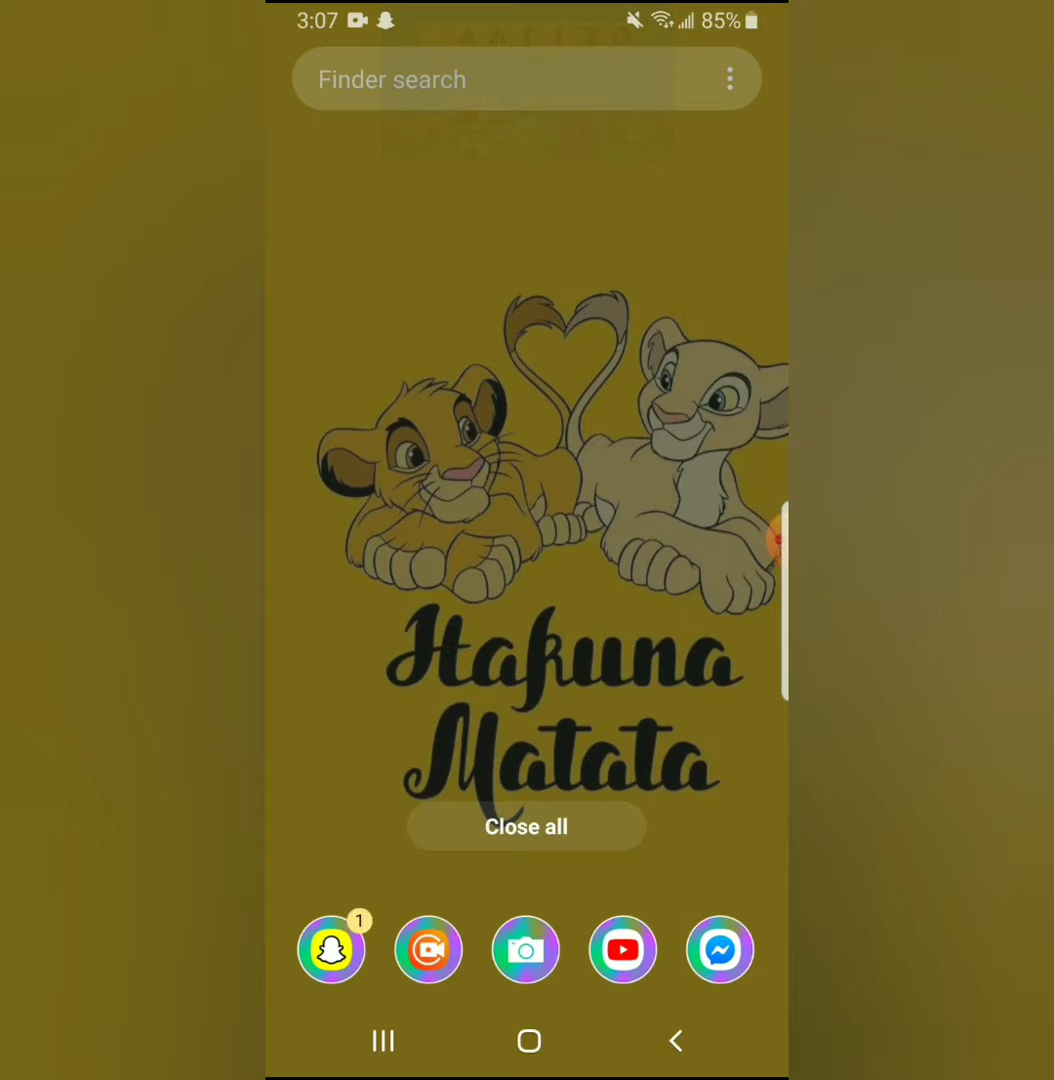 3:07
85%
Finder search
Hakuna
Matata
Close all
1